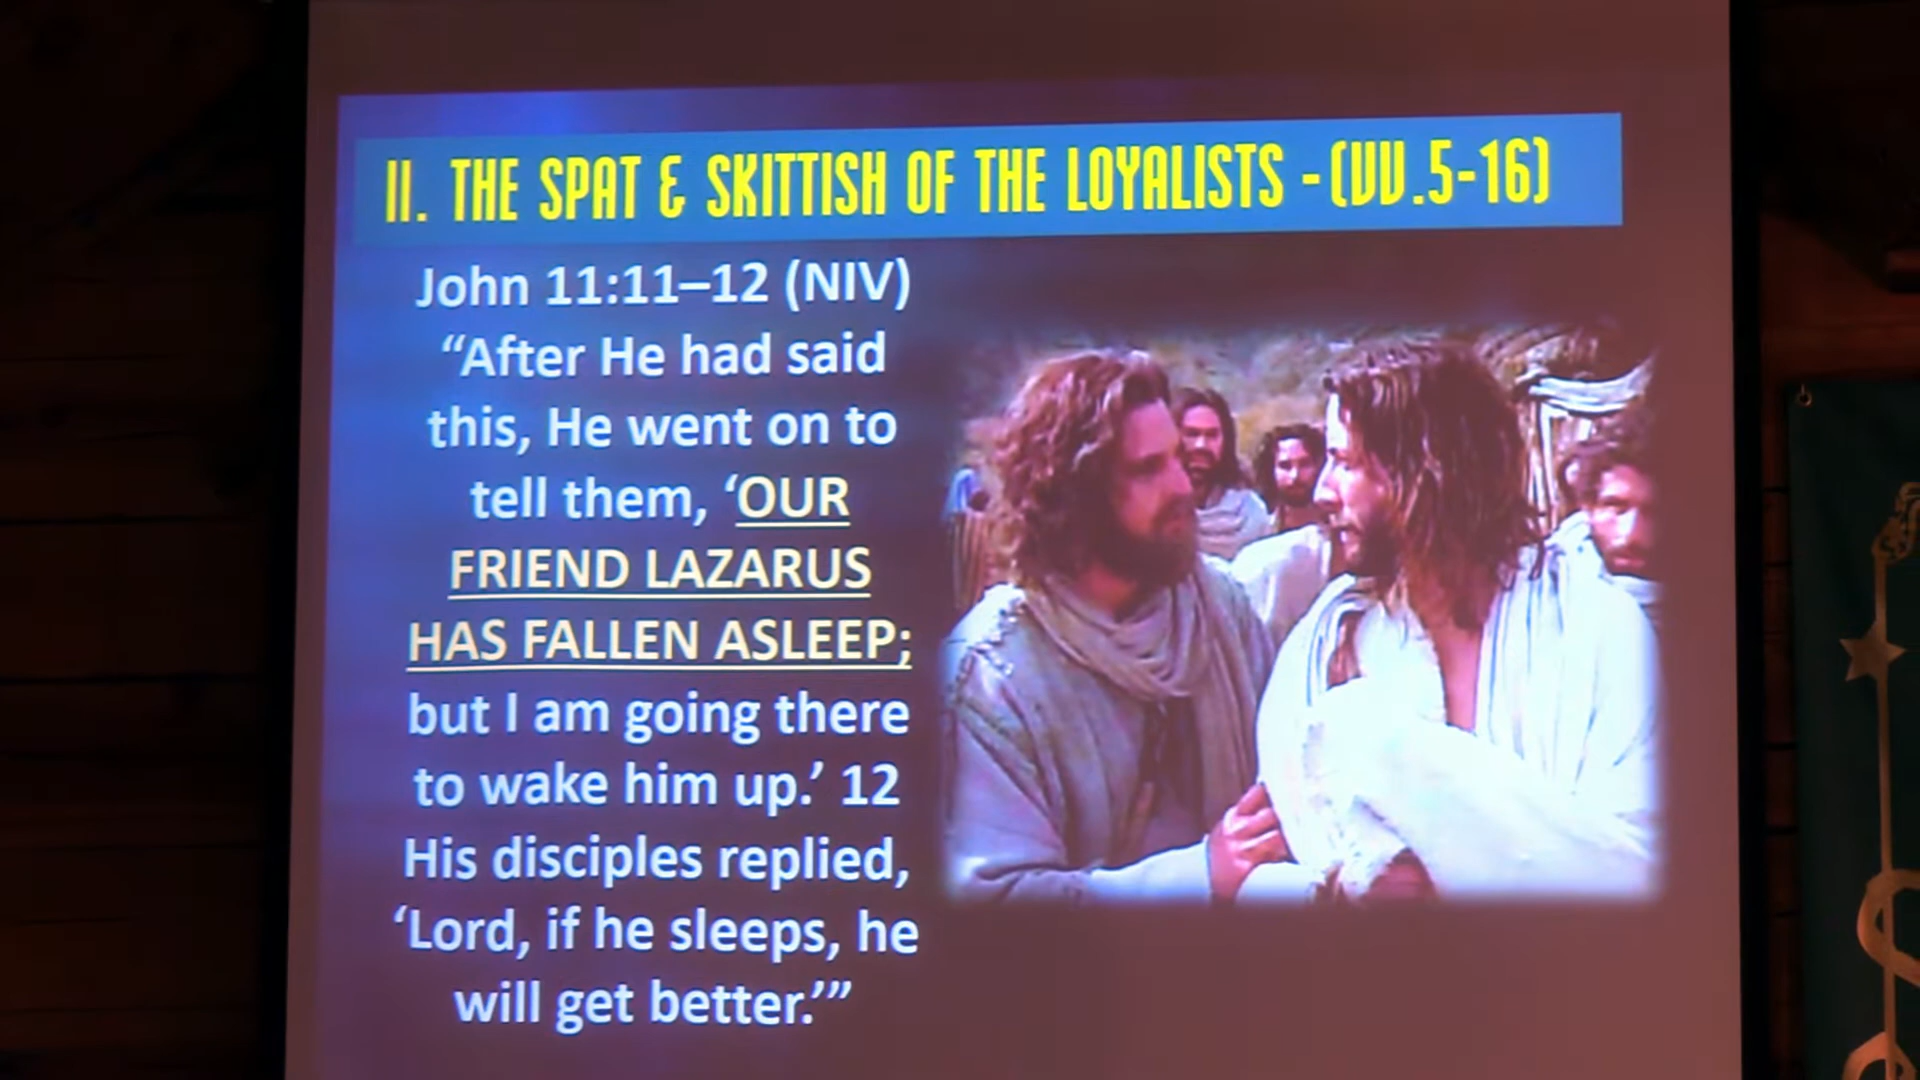 II. THE SPAT & SKITTISH OF THE LOYALISTS - (VV.5-16)
John 11:11–12 (NIV)
“After He had said
this, He went on to
tell them, ‘OUR
FRIEND LAZARUS
HAS FALLEN ASLEEP;
but I am going there
to wake him up.’ 12
His disciples replied,
‘Lord, if he sleeps, he
will get better.’”